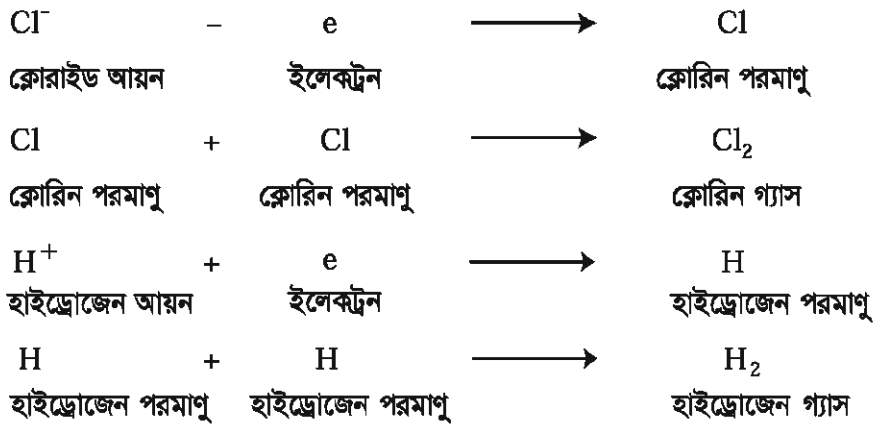 Cl⁻ – e ⟶ Cl
ক্লোরাইড আয়ন ইলেকট্রন ক্লোরিন পরমাণু
Cl + Cl ⟶ Cl₂
ক্লোরিন পরমাণু ক্লোরিন পরমাণু ক্লোরিন গ্যাস
H⁺ + e ⟶ H
হাইড্রোজেন আয়ন ইলেকট্রন হাইড্রোজেন পরমাণু
H + H ⟶ H₂
হাইড্রোজেন পরমাণু হাইড্রোজেন পরমাণু হাইড্রোজেন গ্যাস